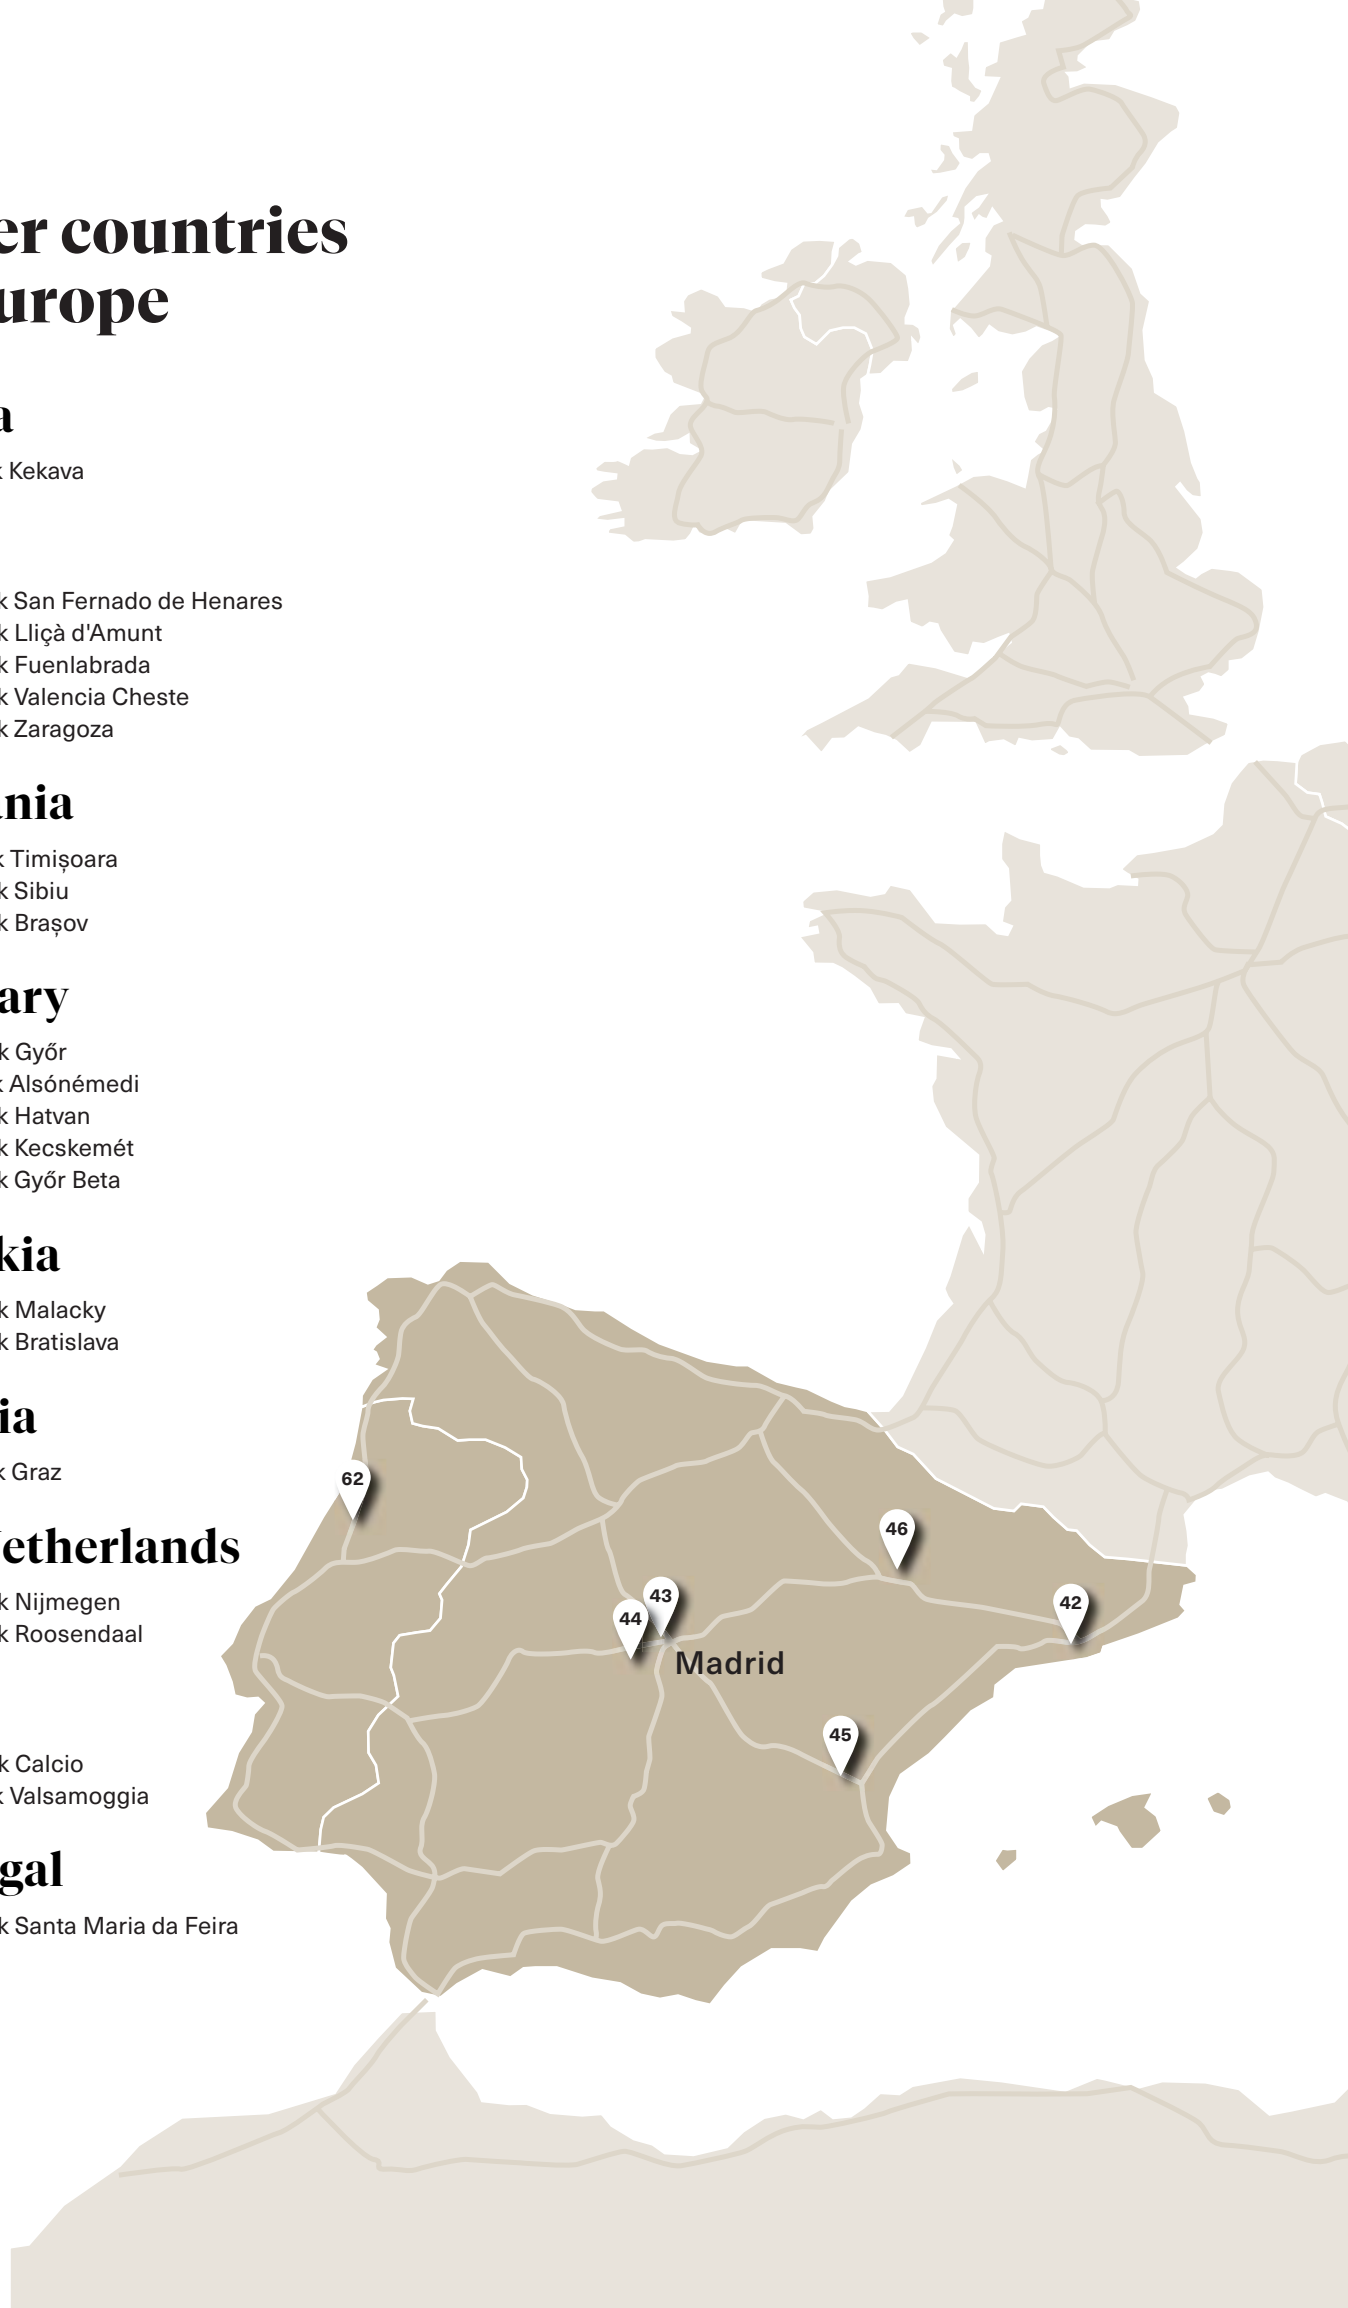 er countries
urope
a
k Kekava
k San Fernado de Henares
k Lliçà d'Amunt
k Fuenlabrada
k Valencia Cheste
k Zaragoza
ania
k Timișoara
k Sibiu
k Brașov
ary
k Győr
k Alsónémedi
k Hatvan
k Kecskemét
k Győr Beta
kia
k Malacky
k Bratislava
ia
k Graz
Netherlands
k Nijmegen
k Roosendaal
k Calcio
k Valsamoggia
gal
k Santa Maria da Feira
62
46
43
44
42
Madrid
45